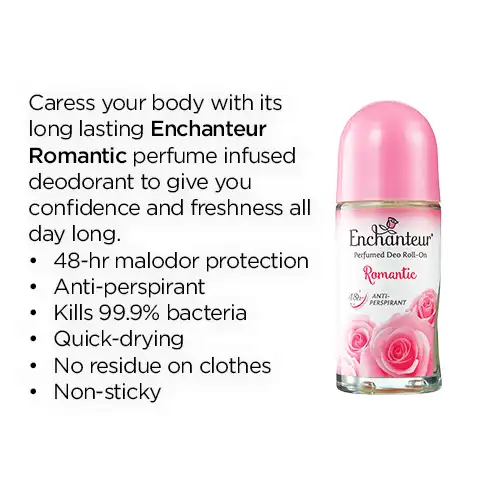 Caress your body with its
long lasting Enchanteur
Romantic perfume infused
deodorant to give you
confidence and freshness all
day long.
• 48-hr malodor protection
• Anti-perspirant
• Kills 99.9% bacteria
• Quick-drying
• No residue on clothes
• Non-sticky
Enchanteur®
Perfumed Deo Roll-On
Romantic
48hr ANTI-
PERSPIRANT